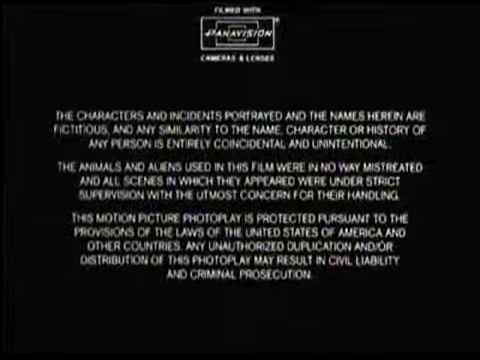 FILMED WITH
PANAVISION
CAMERAS & LENSES
THE CHARACTERS AND INCIDENTS PORTRAYED AND THE NAMES HEREIN ARE
FICTITIOUS, AND ANY SIMILARITY TO THE NAME, CHARACTER OR HISTORY OF
ANY PERSON IS ENTIRELY COINCIDENTAL AND UNINTENTIONAL.
THE ANIMALS AND ALIENS USED IN THIS FILM WERE IN NO WAY MISTREATED
AND ALL SCENES IN WHICH THEY APPEARED WERE UNDER STRICT
SUPERVISION WITH THE UTMOST CONCERN FOR THEIR HANDLING.
THIS MOTION PICTURE PHOTOPLAY IS PROTECTED PURSUANT TO THE
PROVISIONS OF THE LAWS OF THE UNITED STATES OF AMERICA AND
OTHER COUNTRIES. ANY UNAUTHORIZED DUPLICATION AND/OR
DISTRIBUTION OF THIS PHOTOPLAY MAY RESULT IN CIVIL LIABILITY
AND CRIMINAL PROSECUTION.